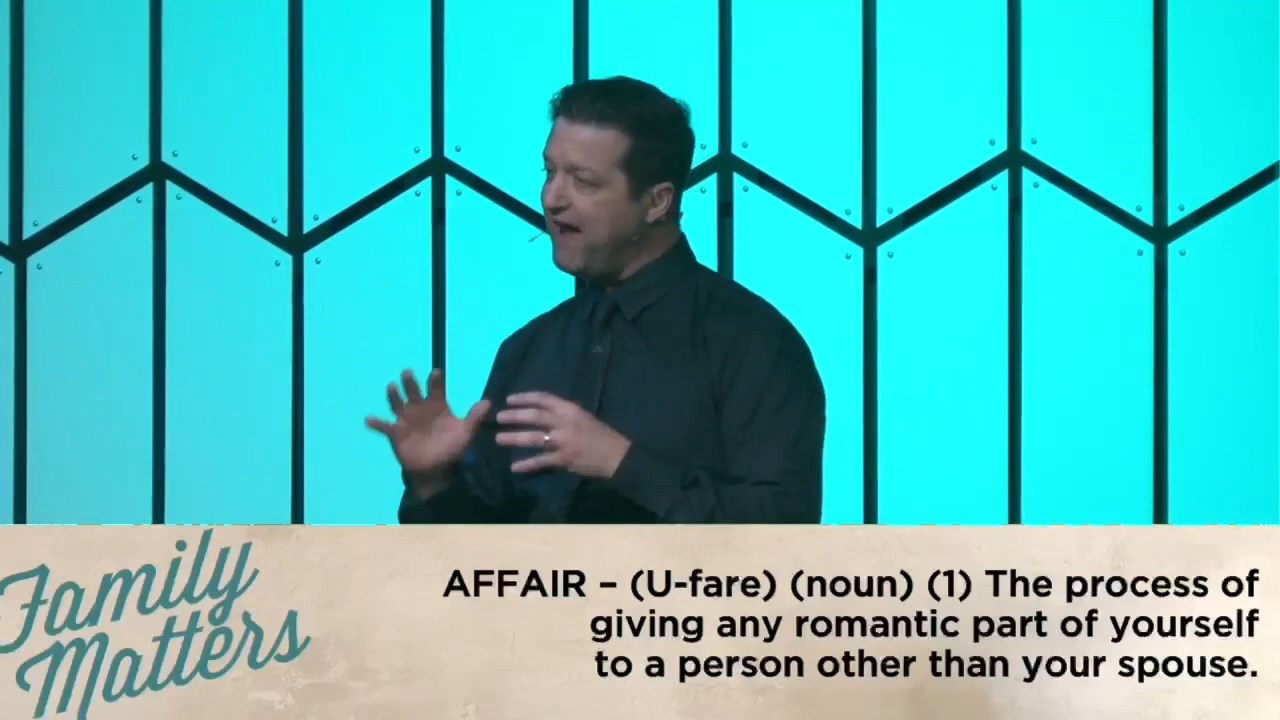 Family
Matters
AFFAIR – (U-fare) (noun) (1) The process of
giving any romantic part of yourself
to a person other than your spouse.